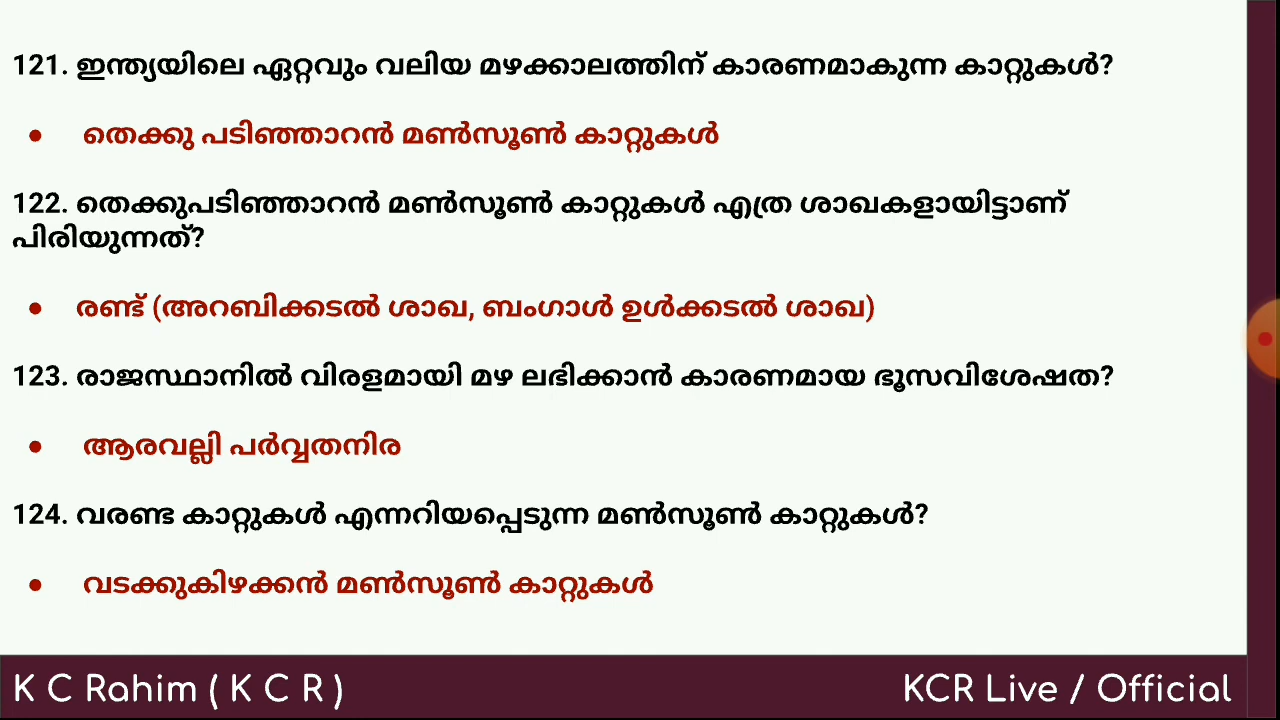 121. ഇന്ത്യയിലെ ഏറ്റവും വലിയ മഴക്കാലത്തിന് കാരണമാകുന്ന കാറ്റുകൾ?
● തെക്കു പടിഞ്ഞാറൻ മൺസൂൺ കാറ്റുകൾ
122. തെക്കുപടിഞ്ഞാറൻ മൺസൂൺ കാറ്റുകൾ എത്ര ശാഖകളായിട്ടാണ്
പിരിയുന്നത്?
● രണ്ട് (അറബിക്കടൽ ശാഖ, ബംഗാൾ ഉൾക്കടൽ ശാഖ)
123. രാജസ്ഥാനിൽ വിരളമായി മഴ ലഭിക്കാൻ കാരണമായ ഭൂസവിശേഷത?
● ആരവല്ലി പർവ്വതനിര
124. വരണ്ട കാറ്റുകൾ എന്നറിയപ്പെടുന്ന മൺസൂൺ കാറ്റുകൾ?
● വടക്കുകിഴക്കൻ മൺസൂൺ കാറ്റുകൾ
K C Rahim ( K C R )
KCR Live / Official